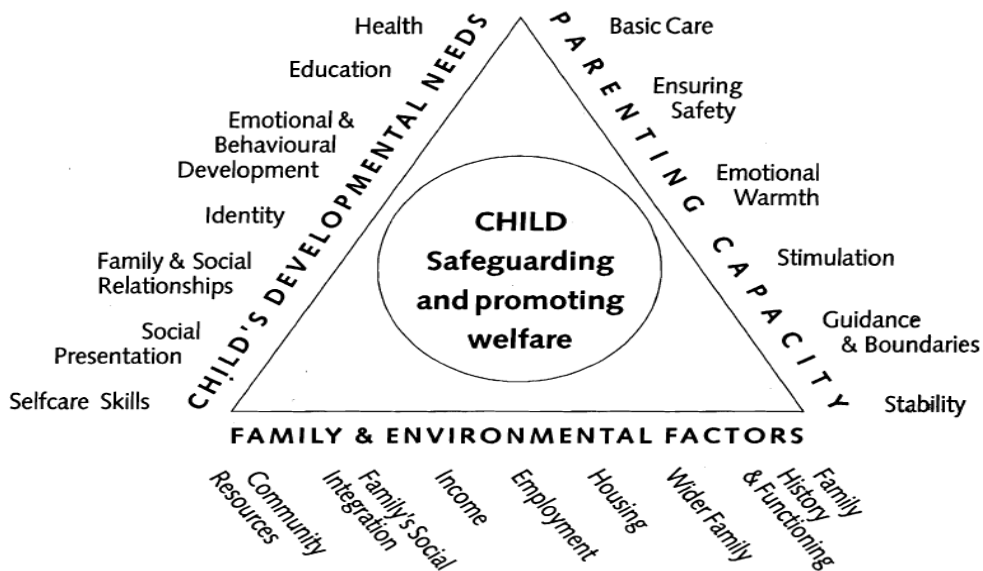 Health
Education
Emotional &
Behavioural
Development
Identity
Family & Social
Relationships
Social
Presentation
Selfcare Skills
CHILD'S DEVELOPMENTAL NEEDS
PARENTING CAPACITY
Basic Care
Ensuring
Safety
Emotional
Warmth
Stimulation
Guidance
& Boundaries
Stability
CHILD
Safeguarding
and promoting
welfare
FAMILY & ENVIRONMENTAL FACTORS
Community
Resources
Family's Social
Integration
Income
Employment
Housing
Wider Family
Family
History
& Functioning